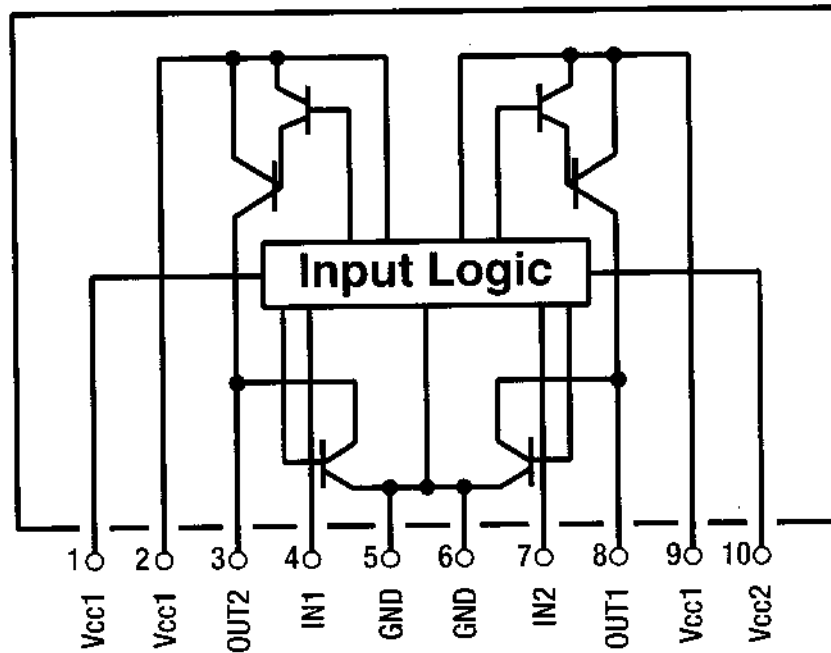 Input Logic
1 2 3 4 5 6 7 8 9 10
Vcc1 Vcc1 OUT2 IN1 GND GND IN2 OUT1 Vcc1 Vcc2